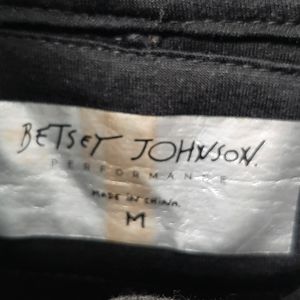 BETSEY JOHNSON.
PERFORMANCE
MADE IN CHINA
M